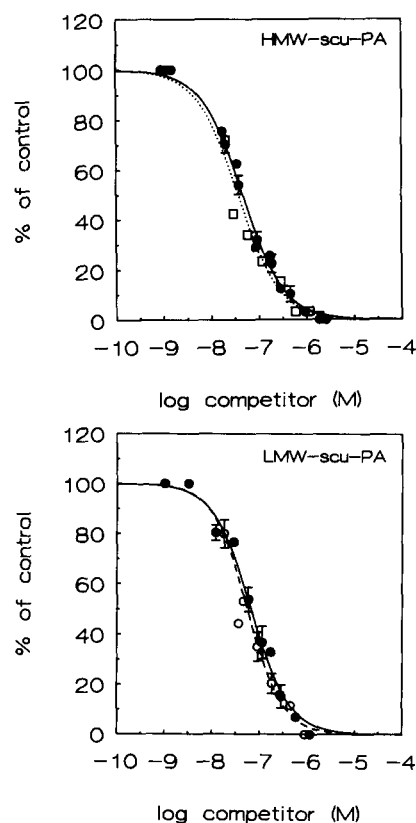 120
HMW-scu-PA
100
80
60
40
20
0
% of control
-10 -9 -8 -7 -6 -5 -4
log competitor (M)
120
LMW-scu-PA
100
80
60
40
20
0
% of control
-10 -9 -8 -7 -6 -5 -4
log competitor (M)